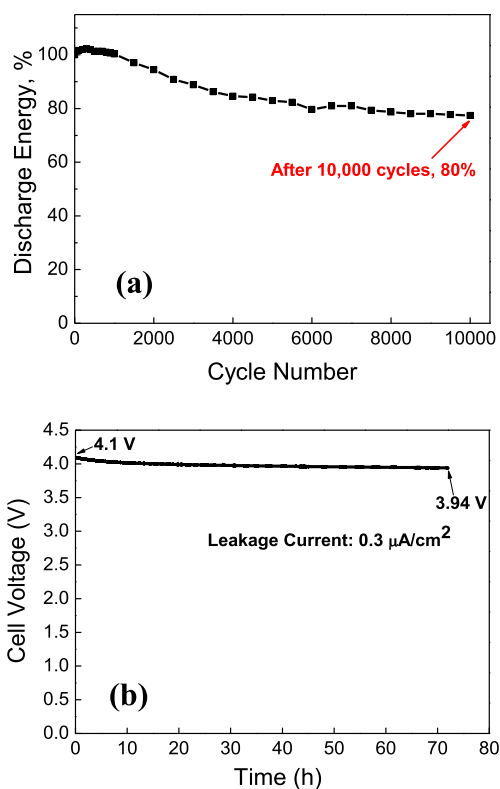 100
80
60
40
20
0
Discharge Energy, %
After 10,000 cycles, 80%
(a)
0 2000 4000 6000 8000 10000
Cycle Number
4.5
4.0
3.5
3.0
2.5
2.0
1.5
1.0
0.5
0.0
Cell Voltage (V)
4.1 V
3.94 V
Leakage Current: 0.3 μA/cm²
(b)
0 10 20 30 40 50 60 70 80
Time (h)